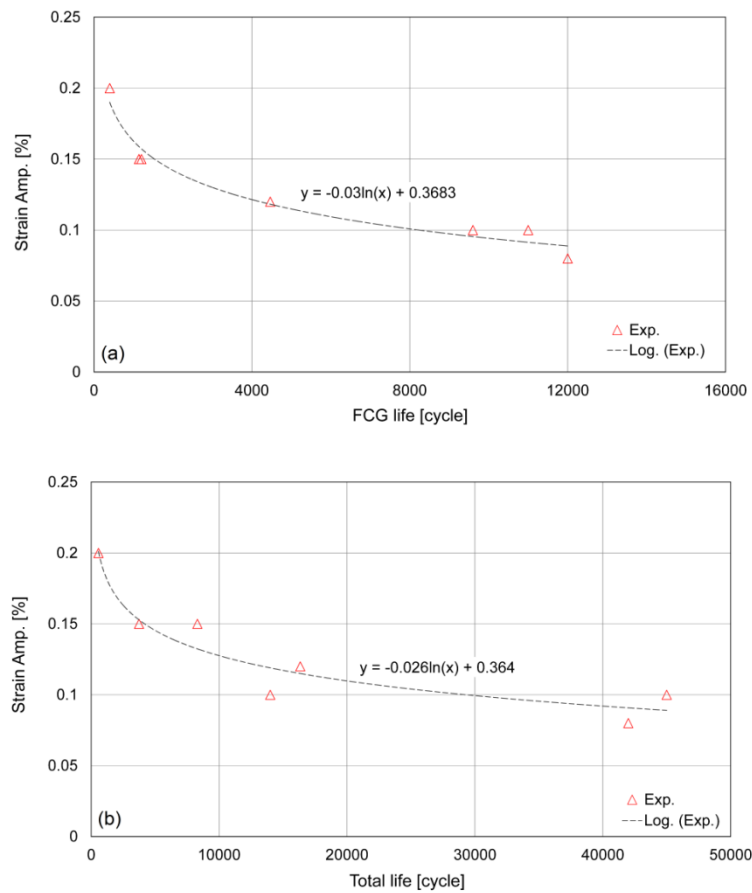 0.25
0.2
0.15
0.1
0.05
0
Strain Amp. [%]
y = -0.03ln(x) + 0.3683
Exp.
Log. (Exp.)
(a)
0 4000 8000 12000 16000
FCG life [cycle]
0.25
0.2
0.15
0.1
0.05
0
Strain Amp. [%]
y = -0.026ln(x) + 0.364
Exp.
Log. (Exp.)
(b)
0 10000 20000 30000 40000 50000
Total life [cycle]